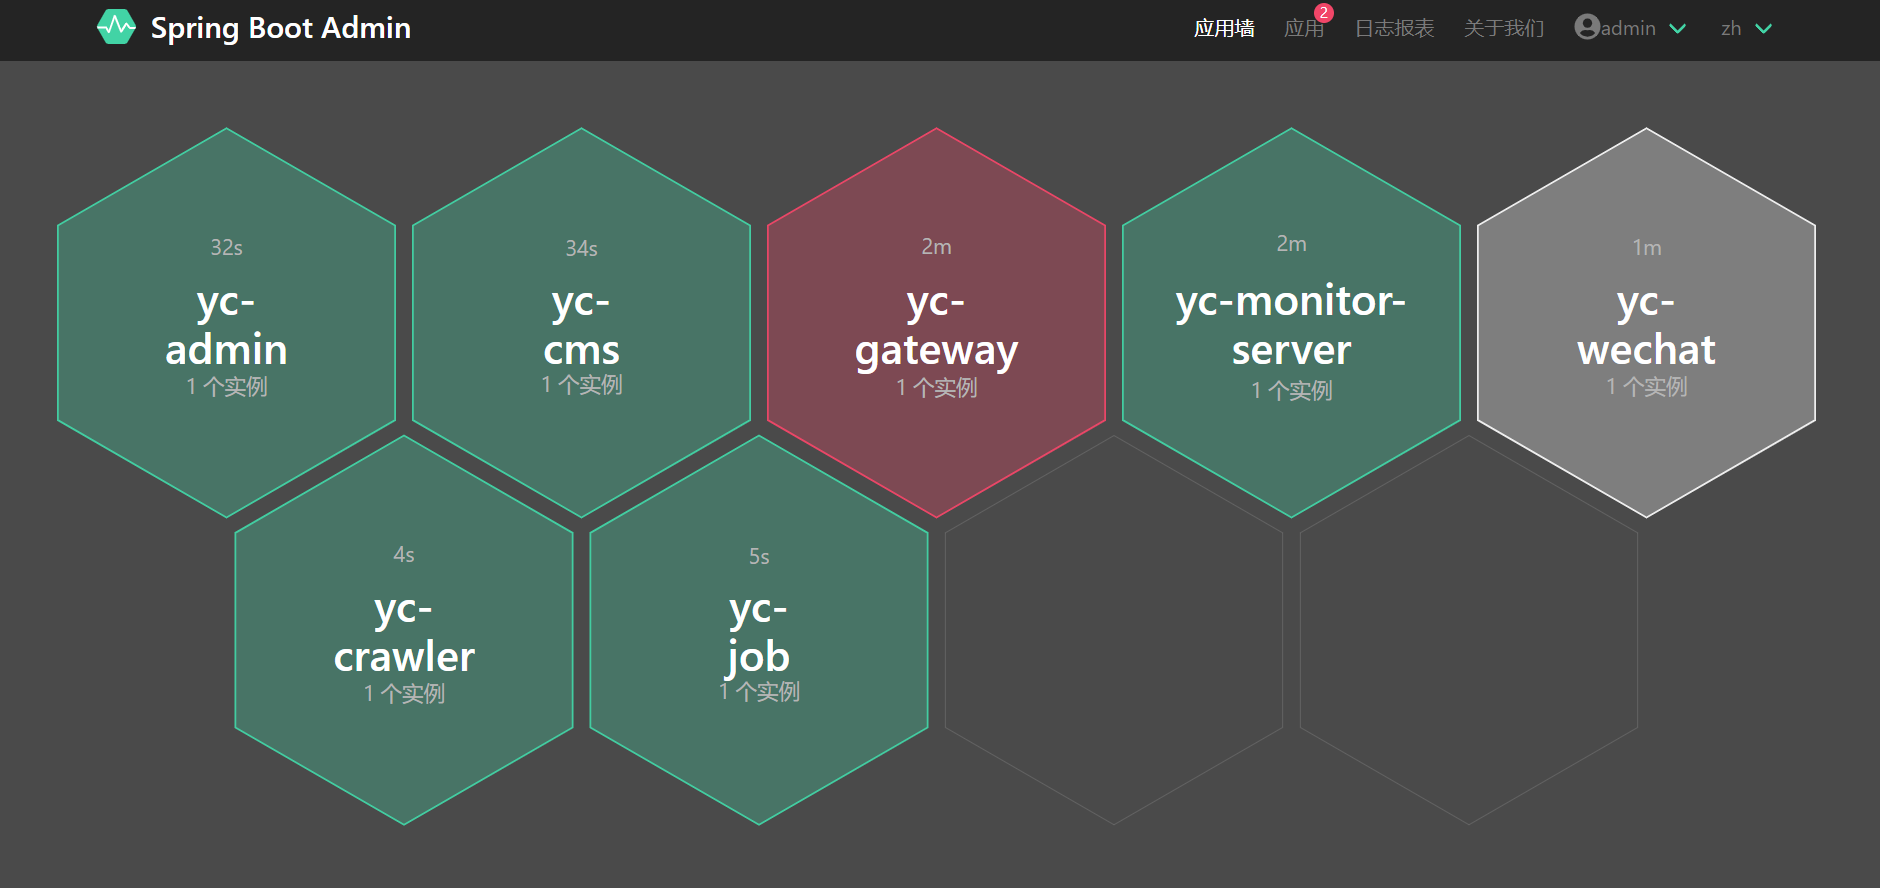 Spring Boot Admin
应用墙
应用
2
日志报表
关于我们
admin
zh
32s
yc-
admin
1 个实例
34s
yc-
cms
1 个实例
2m
yc-
gateway
1 个实例
2m
yc-monitor-
server
1 个实例
1m
yc-
wechat
1 个实例
4s
yc-
crawler
1 个实例
5s
yc-
job
1 个实例